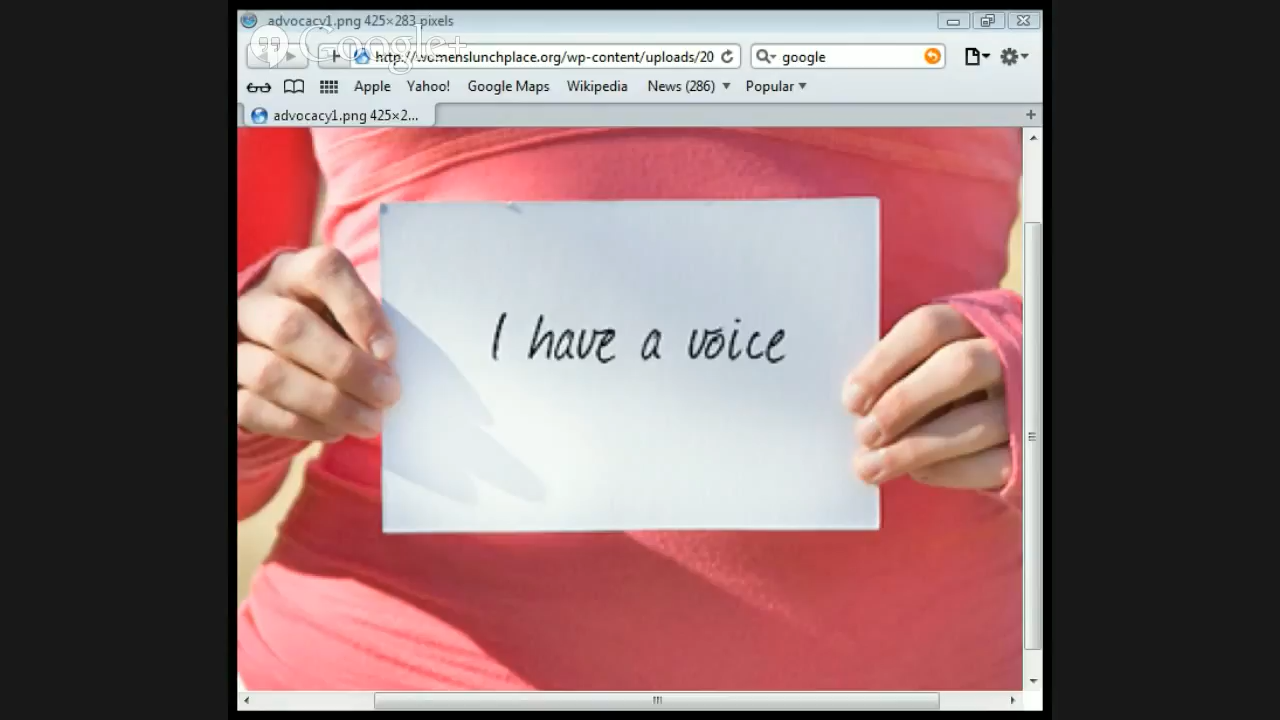 advocacy1.png 425×283 pixels
Google+
http://womenslunchplace.org/wp-content/uploads/20
google
Apple Yahoo! Google Maps Wikipedia News (286) Popular
advocacy1.png 425×2...
I have a voice